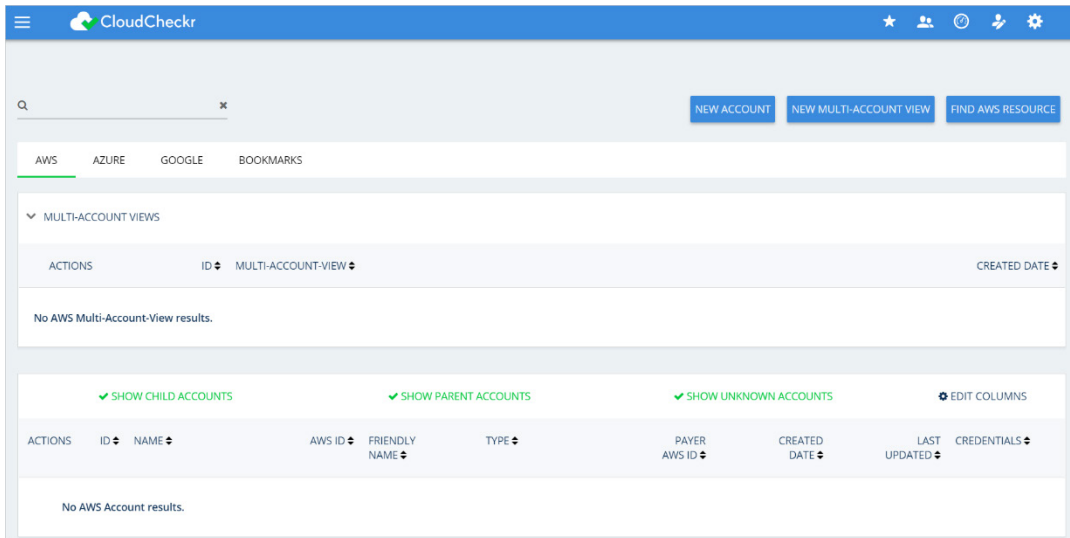 CloudCheckr
NEW ACCOUNT NEW MULTI-ACCOUNT VIEW FIND AWS RESOURCE
AWS AZURE GOOGLE BOOKMARKS
MULTI-ACCOUNT VIEWS
ACTIONS ID MULTI-ACCOUNT-VIEW CREATED DATE
No AWS Multi-Account-View results.
SHOW CHILD ACCOUNTS SHOW PARENT ACCOUNTS SHOW UNKNOWN ACCOUNTS EDIT COLUMNS
ACTIONS ID NAME AWS ID FRIENDLY TYPE PAYER CREATED LAST CREDENTIALS
NAME AWS ID DATE UPDATED
No AWS Account results.